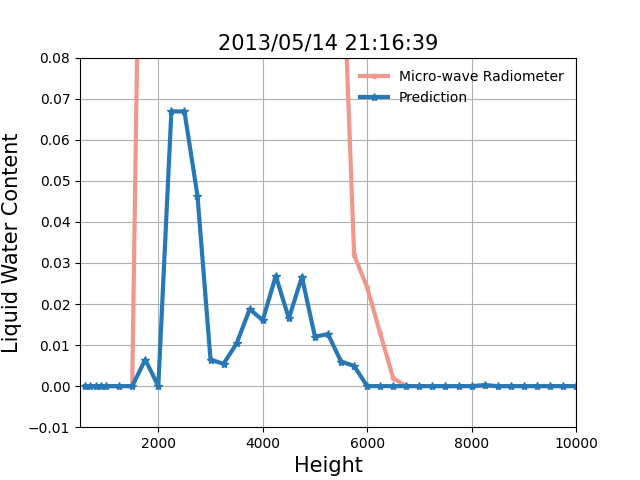 2013/05/14 21:16:39
Liquid Water Content
0.08
0.07
0.06
0.05
0.04
0.03
0.02
0.01
0.00
−0.01
Micro-wave Radiometer
Prediction
2000 4000 6000 8000 10000
Height